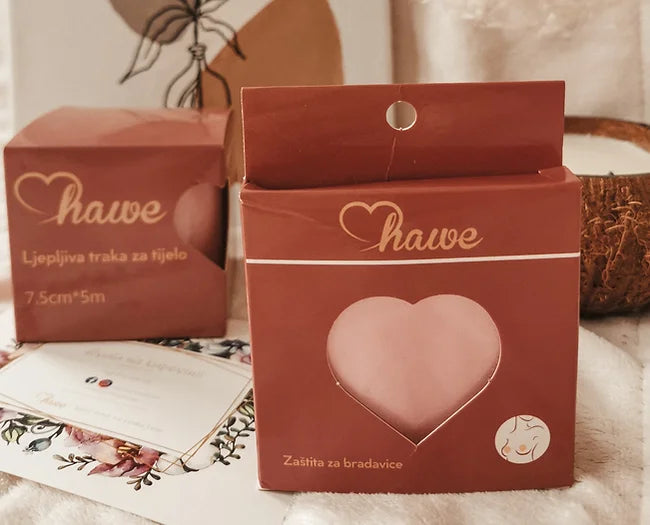 hawe
Ljepljiva traka za tijelo
7.5cm*5m
hawe
Zaštita za bradavice